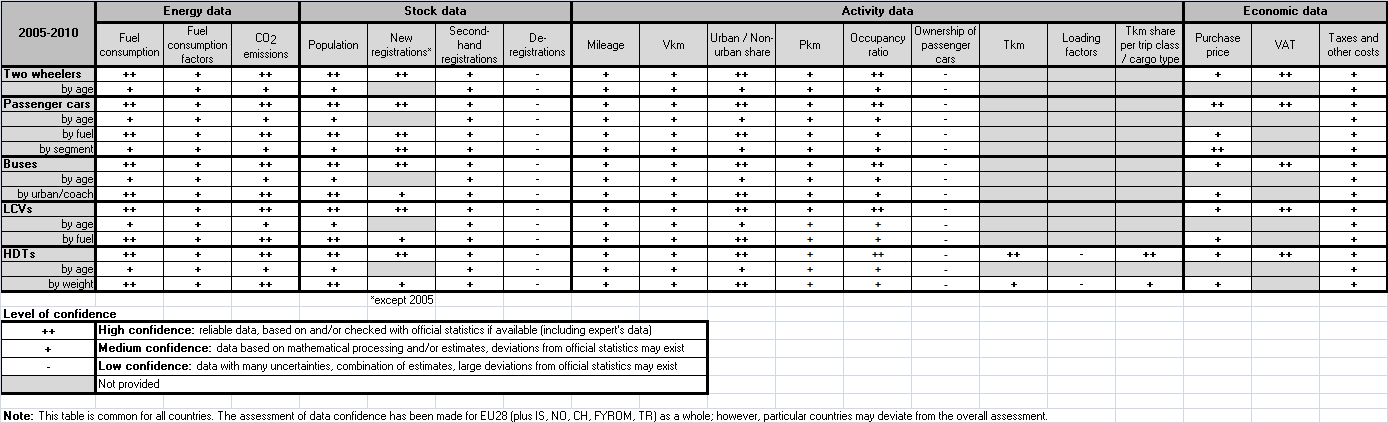 2005-2010
Energy data
Stock data
Activity data
Economic data
Fuel consumption
Fuel consumption factors
CO2 emissions
Population
New registrations*
Second-hand registrations
De-registrations
Mileage
Vkm
Urban / Non-urban share
Pkm
Occupancy ratio
Ownership of passenger cars
Tkm
Loading factors
Tkm share per trip class / cargo type
Purchase price
VAT
Taxes and other costs
Two wheelers ++ + ++ ++ ++ + - + + ++ + ++ - + ++ +
by age + + + + + - + + + + + - +
Passenger cars ++ + ++ ++ ++ + - + + ++ + ++ - ++ ++ +
by age + + + + + - + + + + + - +
by fuel ++ + ++ ++ ++ + - + + ++ + + - + +
by segment + + + + ++ + - + + + + + - ++ +
Buses ++ + ++ ++ ++ + - + + ++ + ++ - + ++ +
by age + + + + + - + + + + + - +
by urban/coach ++ + ++ ++ + + - + + ++ + + - + +
LCVs ++ + ++ ++ ++ + - + + ++ + ++ - + ++ +
by age + + + + + - + + + + + - +
by fuel ++ + ++ ++ + + - + + ++ + + - + +
HDTs ++ + ++ ++ ++ + - + + ++ + ++ - ++ - ++ + ++ +
by age + + + + + - + + + + + - +
by weight ++ + ++ ++ + + - + + ++ + + - + - + + +
*except 2005
Level of confidence
++ High confidence: reliable data, based on and/or checked with official statistics if available (including expert's data)
+ Medium confidence: data based on mathematical processing and/or estimates, deviations from official statistics may exist
- Low confidence: data with many uncertainties, combination of estimates, large deviations from official statistics may exist
Not provided
Note: This table is common for all countries. The assessment of data confidence has been made for EU28 (plus IS, NO, CH, FYROM, TR) as a whole; however, particular countries may deviate from the overall assessment.